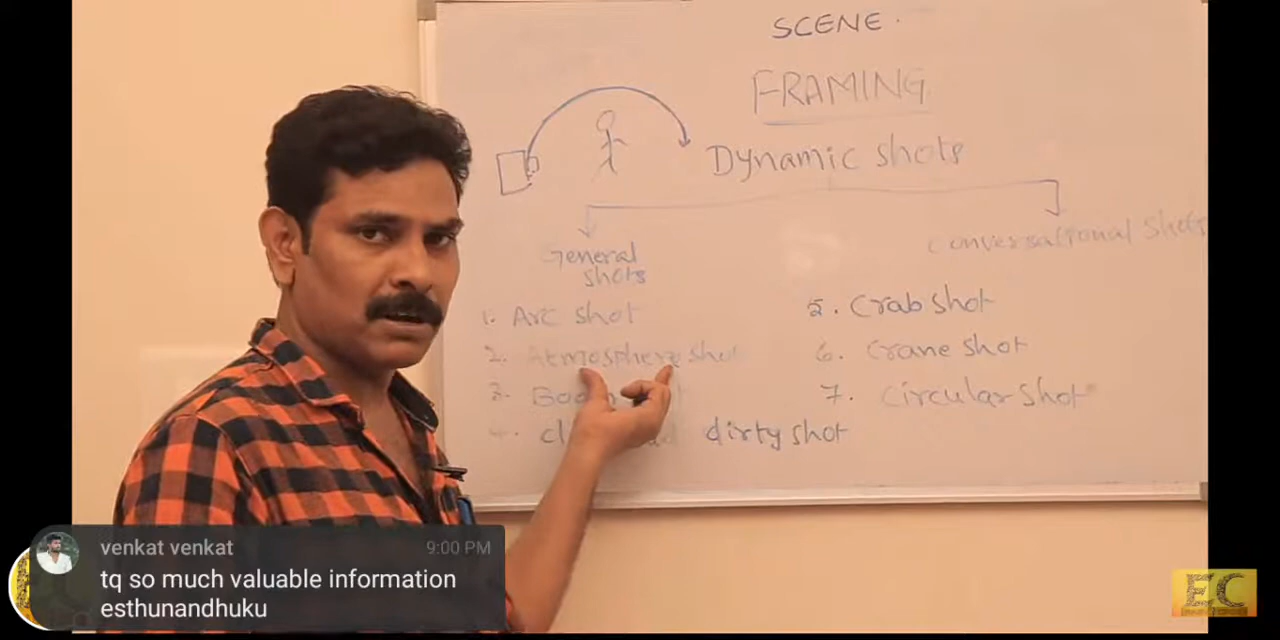 SCENE.
FRAMING
Dynamic shots
General
shots
conversational shots
1. Arc shot
2. Atmosphere shot
3.
4. dirty shot
5. Crab shot
6. Crane shot
7. Circular shot
venkat venkat 9:00 PM
tq so much valuable information
esthunandhuku
EC